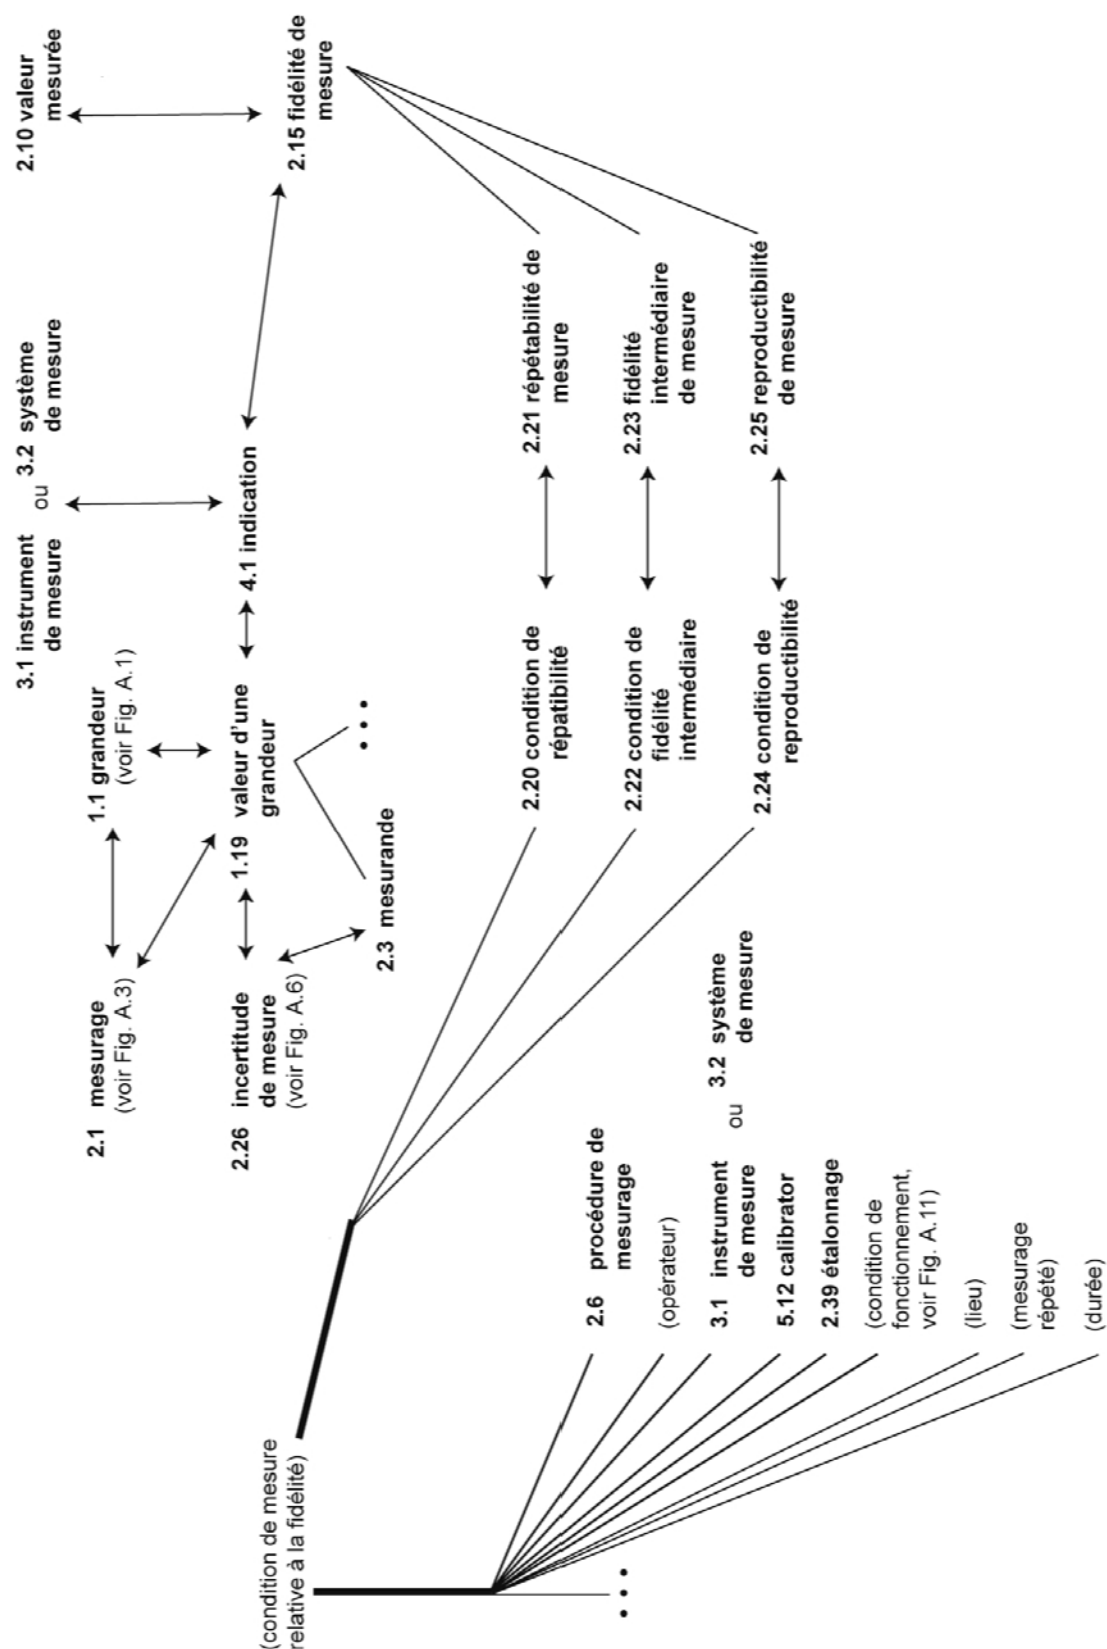 2.10 valeur
mesurée
2.15 fidélité de
mesure
3.1 instrument
de mesure
ou
3.2 système
de mesure
4.1 indication
1.1 grandeur
(voir Fig. A.1)
1.19 valeur d'une
grandeur
...
2.1 mesurage
(voir Fig. A.3)
2.26 incertitude
de mesure
(voir Fig. A.6)
2.3 mesurande
2.21 répétabilité de
mesure
2.23 fidélité
intermédiaire
de mesure
2.25 reproductibilité
de mesure
2.20 condition de
répatibilité
2.22 condition de
fidélité
intermédiaire
2.24 condition de
reproductibilité
(condition de mesure
relative à la fidélité)
2.6 procédure de
mesurage
(opérateur)
3.1 instrument
de mesure
ou
3.2 système
de mesure
5.12 calibrator
2.39 étalonnage
(condition de
fonctionnement,
voir Fig. A.11)
(lieu)
(mesurage
répété)
(durée)
...